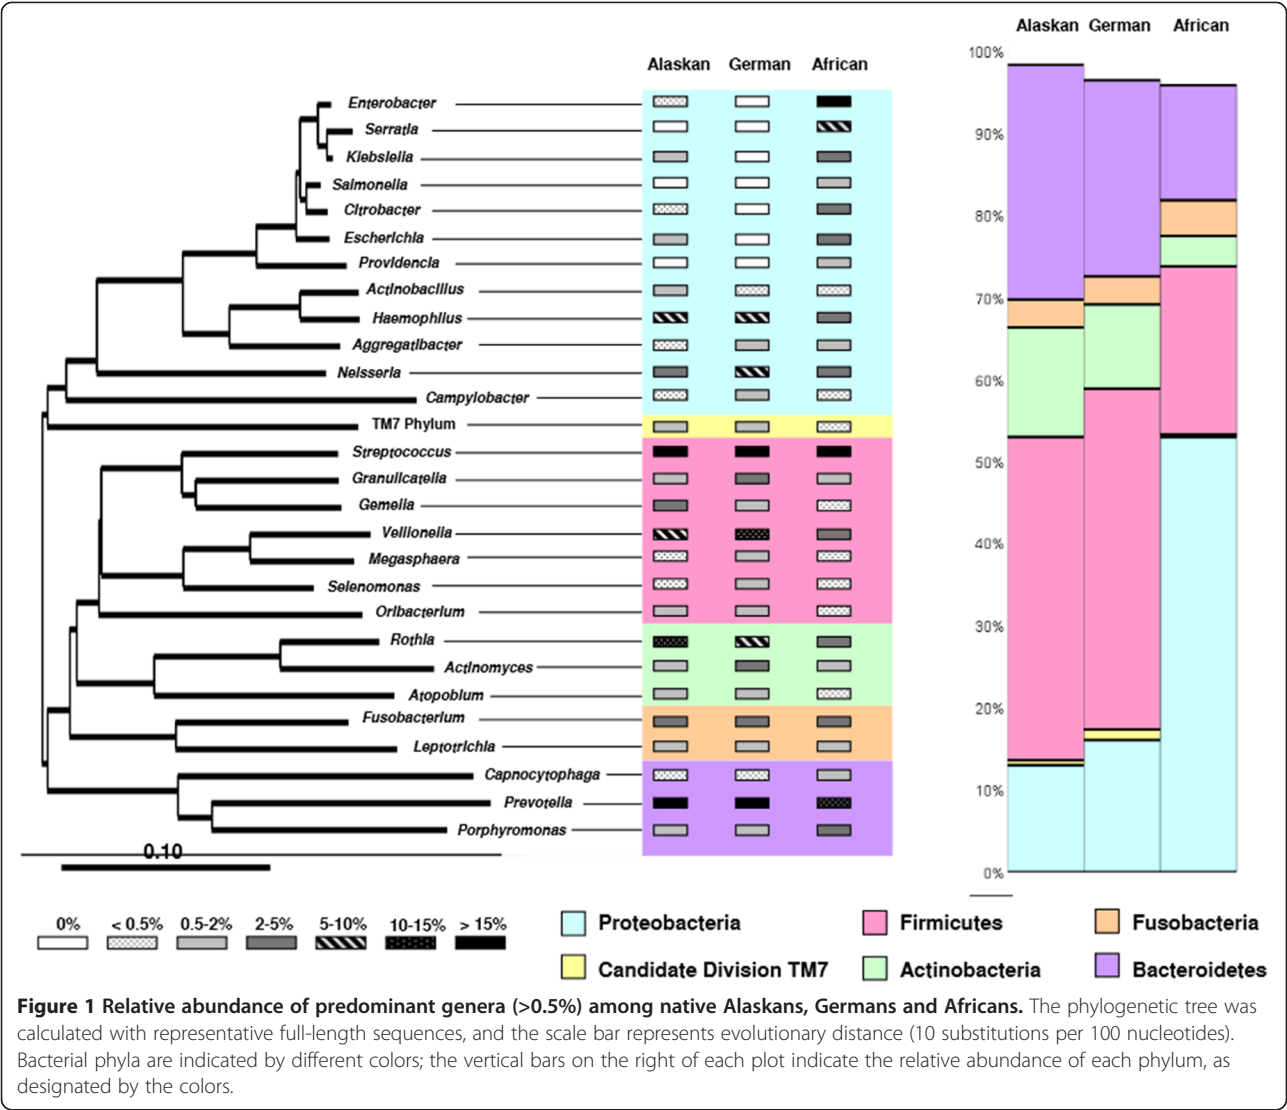 Alaskan German African
Alaskan German African
100%
90%
80%
70%
60%
50%
40%
30%
20%
10%
0%
Enterobacter
Serratia
Klebsiella
Salmonella
Citrobacter
Escherichia
Providencia
Actinobacillus
Haemophilus
Aggregatibacter
Neisseria
Campylobacter
TM7 Phylum
Streptococcus
Granulicatella
Gemella
Veillonella
Megasphaera
Selenomonas
Oribacterium
Rothia
Actinomyces
Atopobium
Fusobacterium
Leptotrichia
Capnocytophaga
Prevotella
Porphyromonas
0.10
0% < 0.5% 0.5-2% 2-5% 5-10% 10-15% > 15%
Proteobacteria Firmicutes Fusobacteria
Candidate Division TM7 Actinobacteria Bacteroidetes
Figure 1 Relative abundance of predominant genera (>0.5%) among native Alaskans, Germans and Africans. The phylogenetic tree was
calculated with representative full-length sequences, and the scale bar represents evolutionary distance (10 substitutions per 100 nucleotides).
Bacterial phyla are indicated by different colors; the vertical bars on the right of each plot indicate the relative abundance of each phylum, as
designated by the colors.